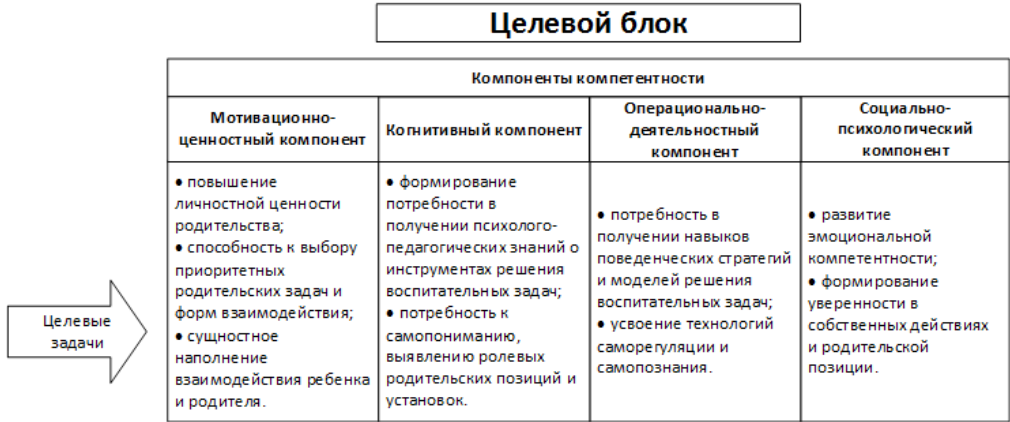 Целевой блок
Компоненты компетентности
Мотивационно-
ценностный компонент
Когнитивный компонент
Операционально-
деятельностный
компонент
Социально-
психологический
компонент
Целевые
задачи
• повышение
личностной ценности
родительства;
• способность к выбору
приоритетных
родительских задач и
форм взаимодействия;
• сущностное
наполнение
взаимодействия ребенка
и родителя.
• формирование
потребности в
получении психолого-
педагогических знаний о
инструментах решения
воспитательных задач;
• потребность к
самопониманию,
выявлению ролевых
родительских позиций и
установок.
• потребность в
получении навыков
поведенческих стратегий
и моделей решения
воспитательных задач;
• усвоение технологий
саморегуляции и
самопознания.
• развитие
эмоциональной
компетентности;
• формирование
уверенности в
собственных действиях
и родительской
позиции.